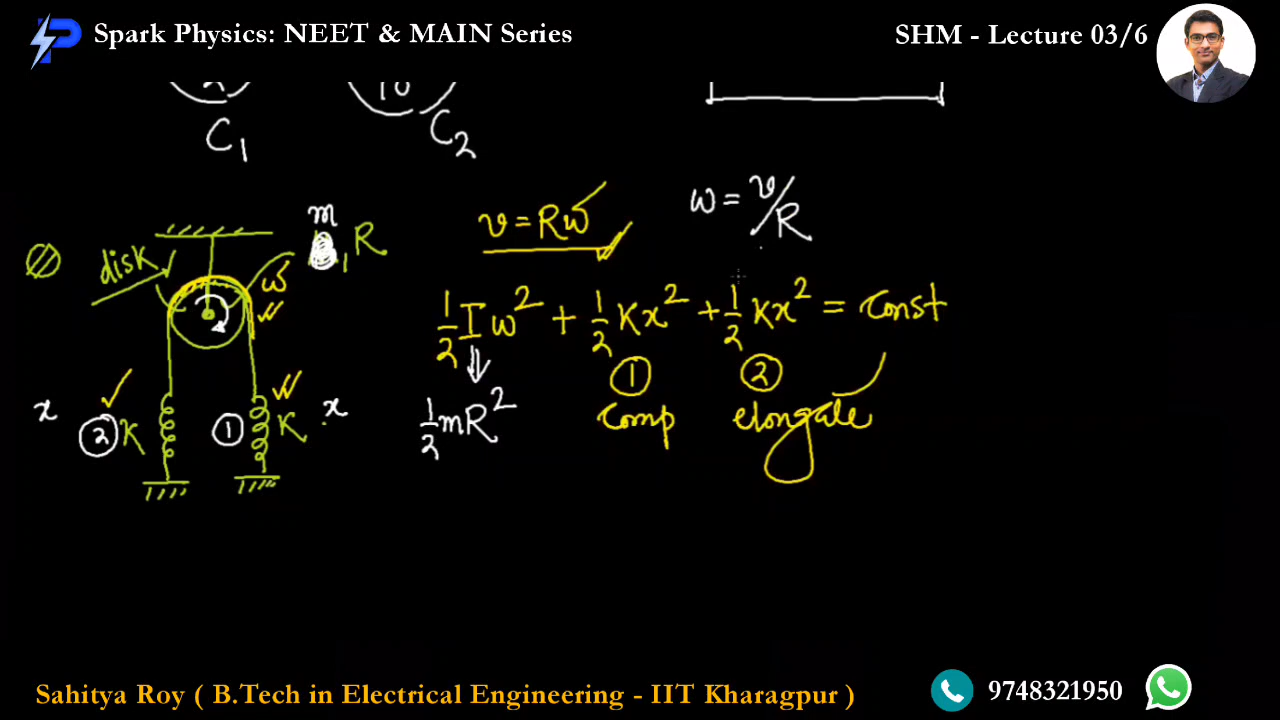 Spark Physics: NEET & MAIN Series
SHM - Lecture 03/6
C₁
10
C₂
disk
m
, R
ω
v = Rω
ω = v/R
½ I ω² + ½ Kx² + ½ Kx² = Const
① ②
Comp elongate
½ mR²
x ② K ① K x
Sahitya Roy ( B.Tech in Electrical Engineering - IIT Kharagpur )
9748321950